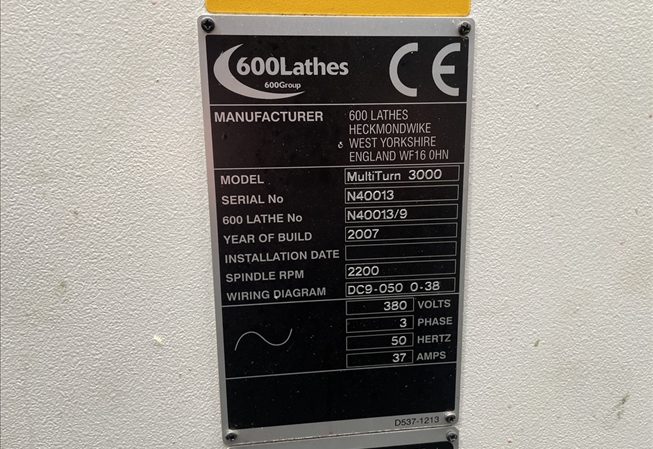 600Lathes
600Group
CE
MANUFACTURER 600 LATHES
HECKMONDWIKE
& WEST YORKSHIRE
ENGLAND WF16 0HN
MODEL MultiTurn 3000
SERIAL No N40013
600 LATHE No N40013/9
YEAR OF BUILD 2007
INSTALLATION DATE
SPINDLE RPM 2200
WIRING DIAGRAM DC9-050 0-38
380 VOLTS
3 PHASE
50 HERTZ
37 AMPS
D537-1213